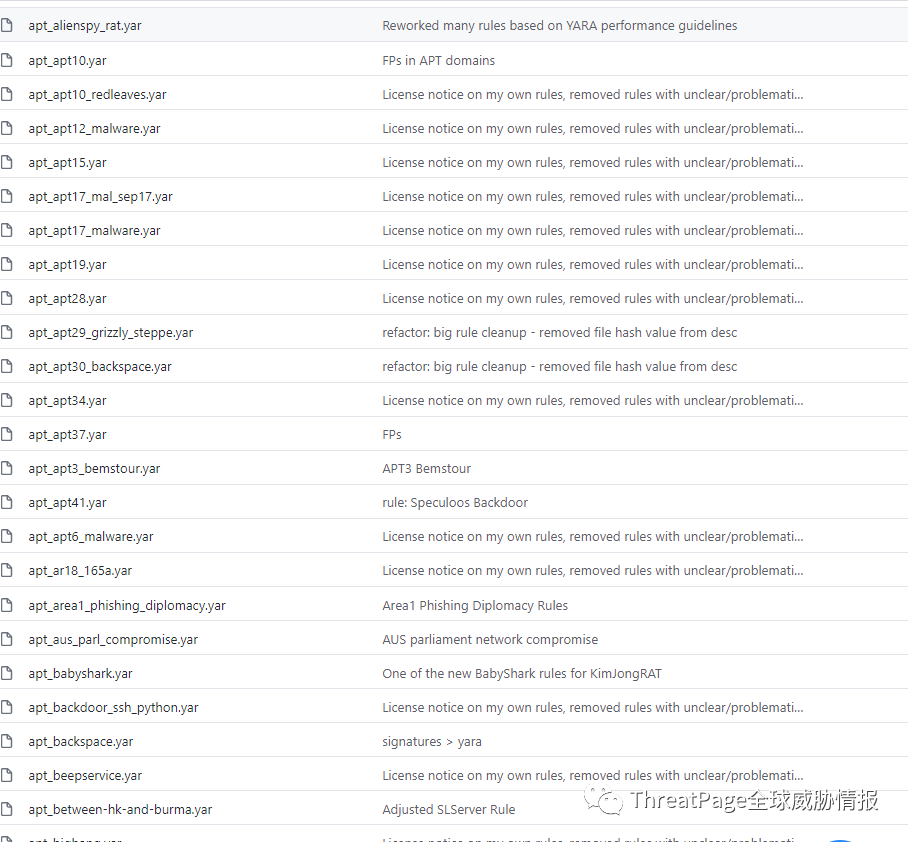 apt_alienspy_rat.yar Reworked many rules based on YARA performance guidelines
apt_apt10.yar FPs in APT domains
apt_apt10_redleaves.yar License notice on my own rules, removed rules with unclear/problemati...
apt_apt12_malware.yar License notice on my own rules, removed rules with unclear/problemati...
apt_apt15.yar License notice on my own rules, removed rules with unclear/problemati...
apt_apt17_mal_sep17.yar License notice on my own rules, removed rules with unclear/problemati...
apt_apt17_malware.yar License notice on my own rules, removed rules with unclear/problemati...
apt_apt19.yar License notice on my own rules, removed rules with unclear/problemati...
apt_apt28.yar License notice on my own rules, removed rules with unclear/problemati...
apt_apt29_grizzly_steppe.yar refactor: big rule cleanup - removed file hash value from desc
apt_apt30_backspace.yar refactor: big rule cleanup - removed file hash value from desc
apt_apt34.yar License notice on my own rules, removed rules with unclear/problemati...
apt_apt37.yar FPs
apt_apt3_bemstour.yar APT3 Bemstour
apt_apt41.yar rule: Speculoos Backdoor
apt_apt6_malware.yar License notice on my own rules, removed rules with unclear/problemati...
apt_ar18_165a.yar License notice on my own rules, removed rules with unclear/problemati...
apt_area1_phishing_diplomacy.yar Area1 Phishing Diplomacy Rules
apt_aus_parl_compromise.yar AUS parliament network compromise
apt_babyshark.yar One of the new BabyShark rules for KimJongRAT
apt_backdoor_ssh_python.yar License notice on my own rules, removed rules with unclear/problemati...
apt_backspace.yar signatures > yara
apt_beepservice.yar License notice on my own rules, removed rules with unclear/problemati...
apt_between-hk-and-burma.yar Adjusted SLServer Rule
ThreatPage全球威胁情报